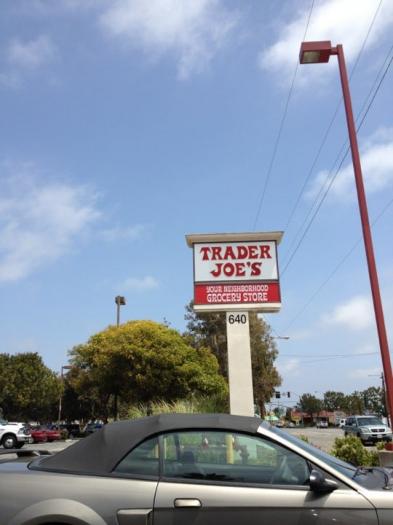 TRADER
JOE'S
YOUR NEIGHBORHOOD
GROCERY STORE
640